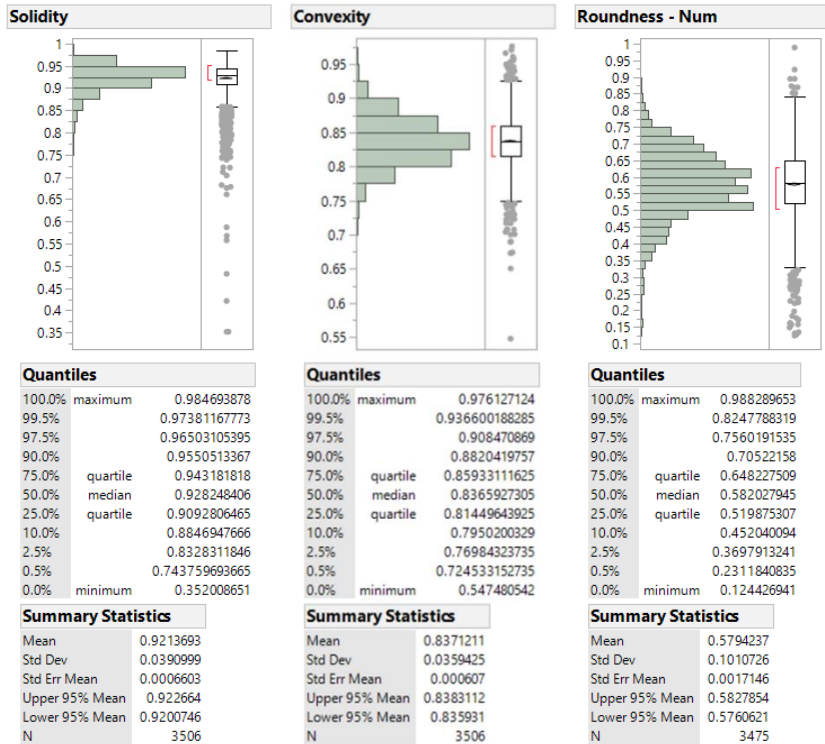 Solidity
1
0.95
0.9
0.85
0.8
0.75
0.7
0.65
0.6
0.55
0.5
0.45
0.4
0.35
Quantiles
100.0% maximum 0.984693878
99.5% 0.97381167773
97.5% 0.96503105395
90.0% 0.9550513367
75.0% quartile 0.943181818
50.0% median 0.928248406
25.0% quartile 0.9092806465
10.0% 0.8846947666
2.5% 0.8328311846
0.5% 0.743759693665
0.0% minimum 0.352008651
Summary Statistics
Mean 0.9213693
Std Dev 0.0390999
Std Err Mean 0.0006603
Upper 95% Mean 0.922664
Lower 95% Mean 0.9200746
N 3506
Convexity
0.95
0.9
0.85
0.8
0.75
0.7
0.65
0.6
0.55
Quantiles
100.0% maximum 0.976127124
99.5% 0.936600188285
97.5% 0.908470869
90.0% 0.8820419757
75.0% quartile 0.85933111625
50.0% median 0.8365927305
25.0% quartile 0.81449643925
10.0% 0.7950200329
2.5% 0.76984323735
0.5% 0.724533152735
0.0% minimum 0.547480542
Summary Statistics
Mean 0.8371211
Std Dev 0.0359425
Std Err Mean 0.000607
Upper 95% Mean 0.8383112
Lower 95% Mean 0.835931
N 3506
Roundness - Num
1
0.95
0.9
0.85
0.8
0.75
0.7
0.65
0.6
0.55
0.5
0.45
0.4
0.35
0.3
0.25
0.2
0.15
0.1
Quantiles
100.0% maximum 0.988289653
99.5% 0.8247788319
97.5% 0.7560191535
90.0% 0.70522158
75.0% quartile 0.648227509
50.0% median 0.582027945
25.0% quartile 0.519875307
10.0% 0.452040094
2.5% 0.3697913241
0.5% 0.2311840835
0.0% minimum 0.124426941
Summary Statistics
Mean 0.5794237
Std Dev 0.1010726
Std Err Mean 0.0017146
Upper 95% Mean 0.5827854
Lower 95% Mean 0.5760621
N 3475